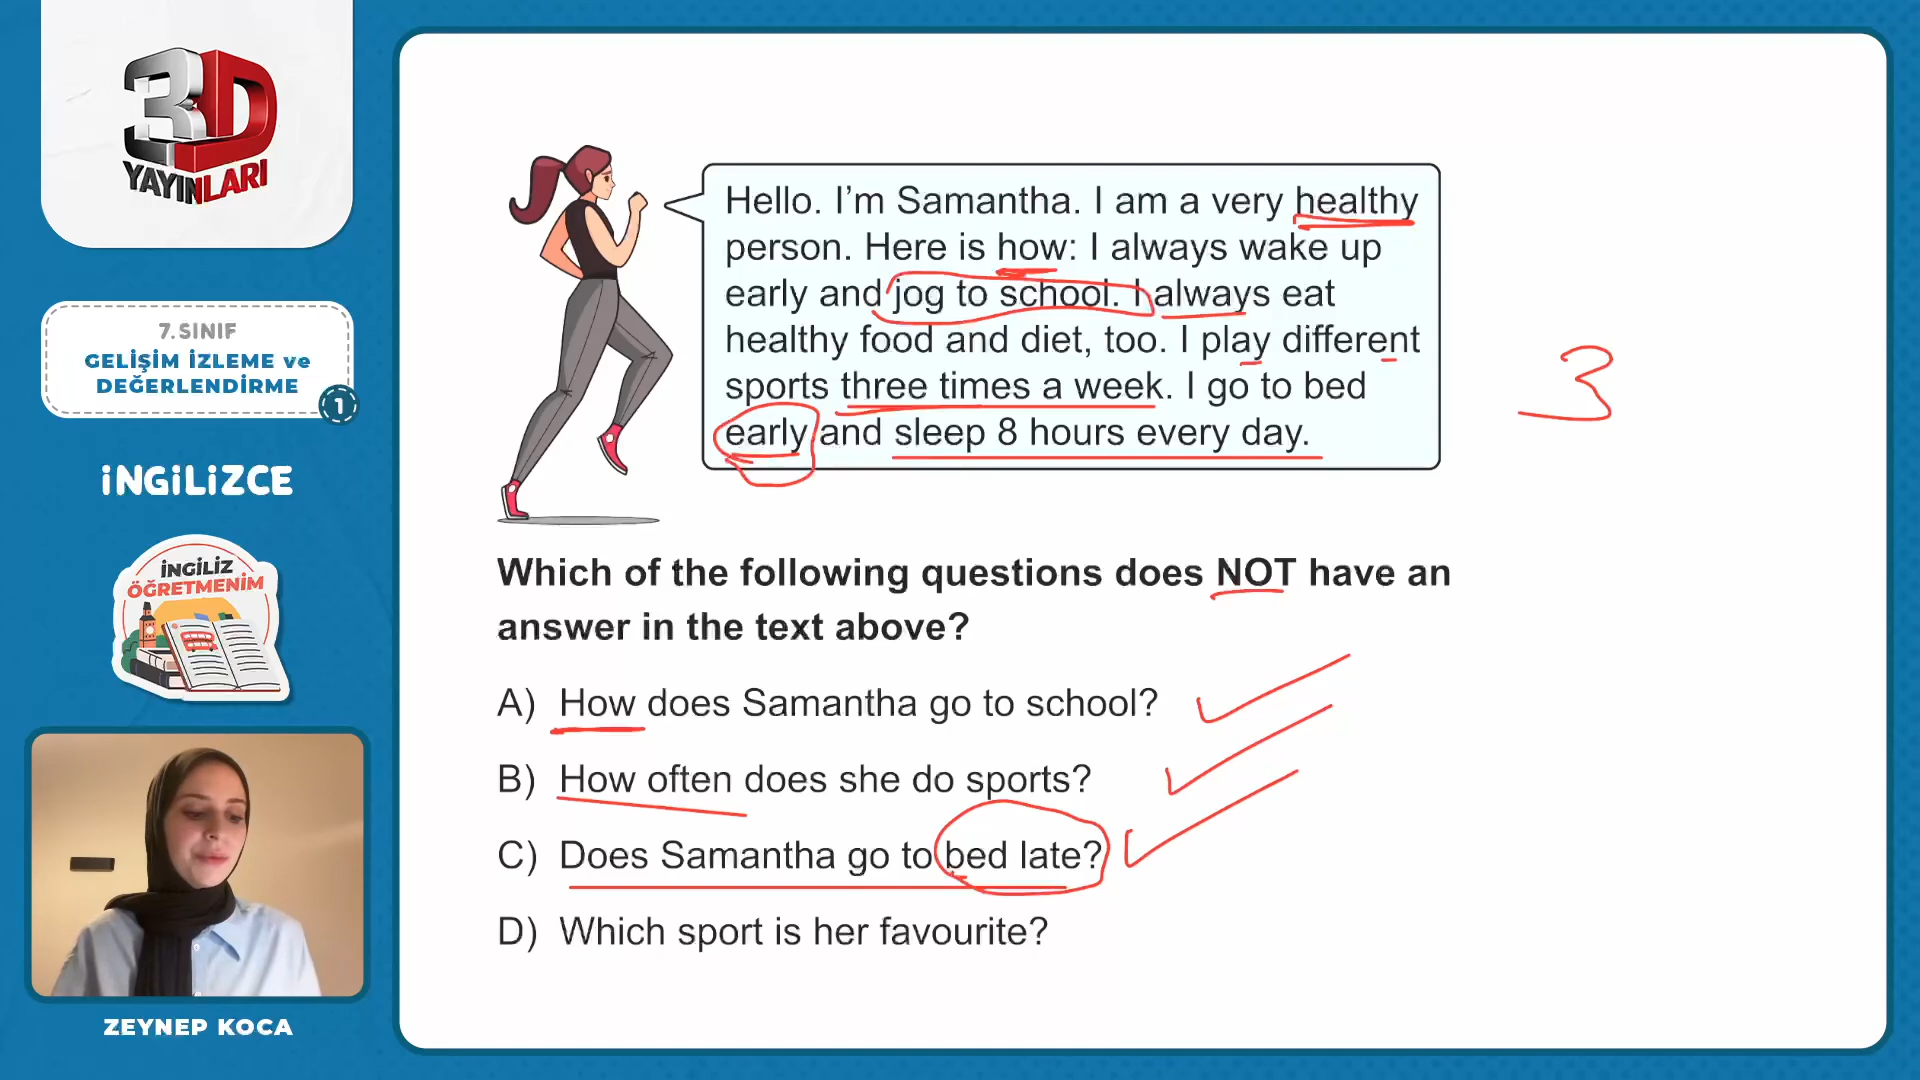 3D
YAYINLARI
7.SINIF
GELİŞİM İZLEME ve
DEĞERLENDİRME
1
İNGİLİZCE
İNGİLİZ
ÖĞRETMENİM
ZEYNEP KOCA
Hello. I'm Samantha. I am a very healthy
person. Here is how: I always wake up
early and jog to school. I always eat
healthy food and diet, too. I play different
sports three times a week. I go to bed
early and sleep 8 hours every day.
3
Which of the following questions does NOT have an
answer in the text above?
A) How does Samantha go to school?
B) How often does she do sports?
C) Does Samantha go to bed late?
D) Which sport is her favourite?